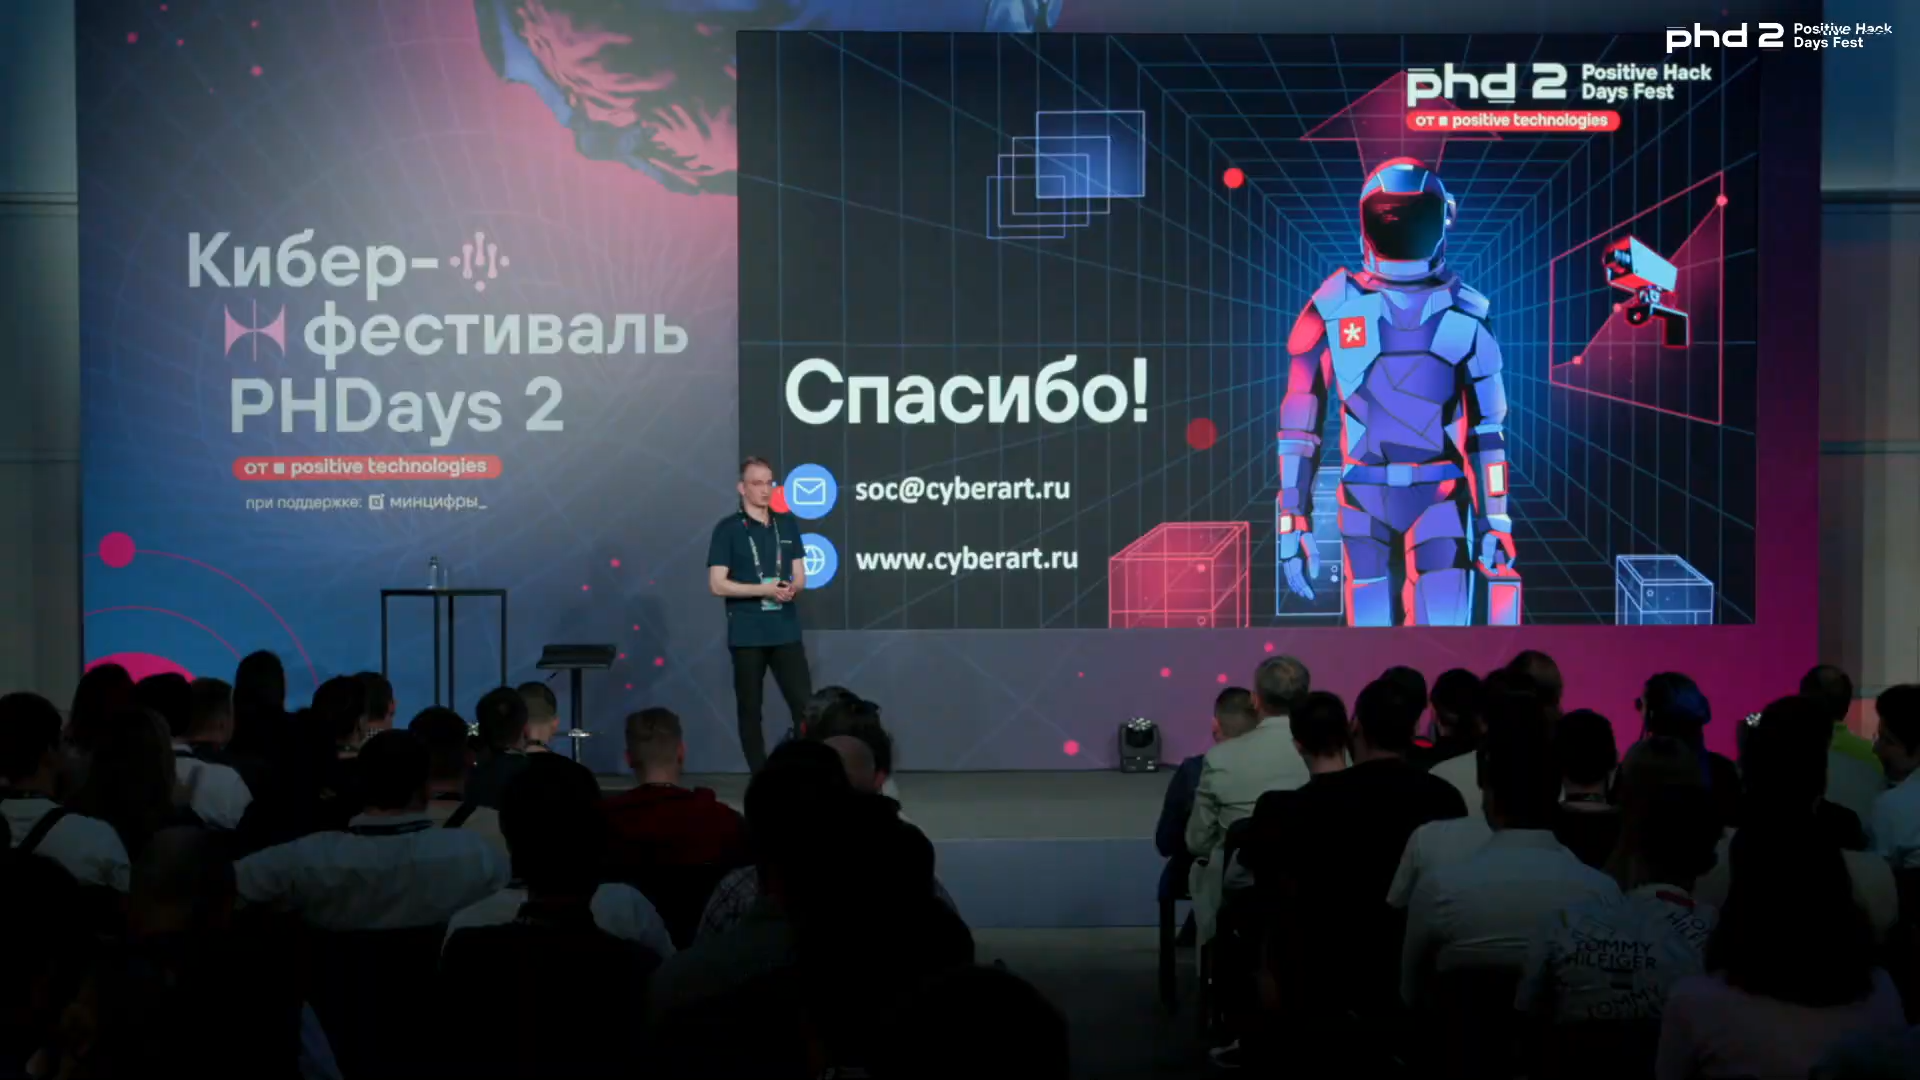 phd 2 Positive Hack
Days Fest
phd 2 Positive Hack
Days Fest
от positive technologies
Кибер-
фестиваль
PHDays 2
от positive technologies
при поддержке: минцифры_
Спасибо!
soc@cyberart.ru
www.cyberart.ru
TOMMY
HILFIGER
TOMMY